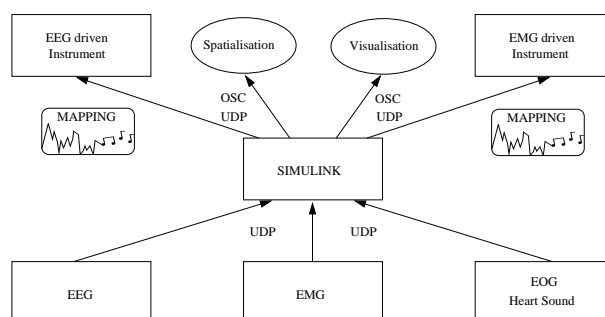 EEG driven
Instrument
Spatialisation
Visualisation
EMG driven
Instrument
OSC
UDP
OSC
UDP
MAPPING
MAPPING
SIMULINK
UDP
UDP
EEG
EMG
EOG
Heart Sound